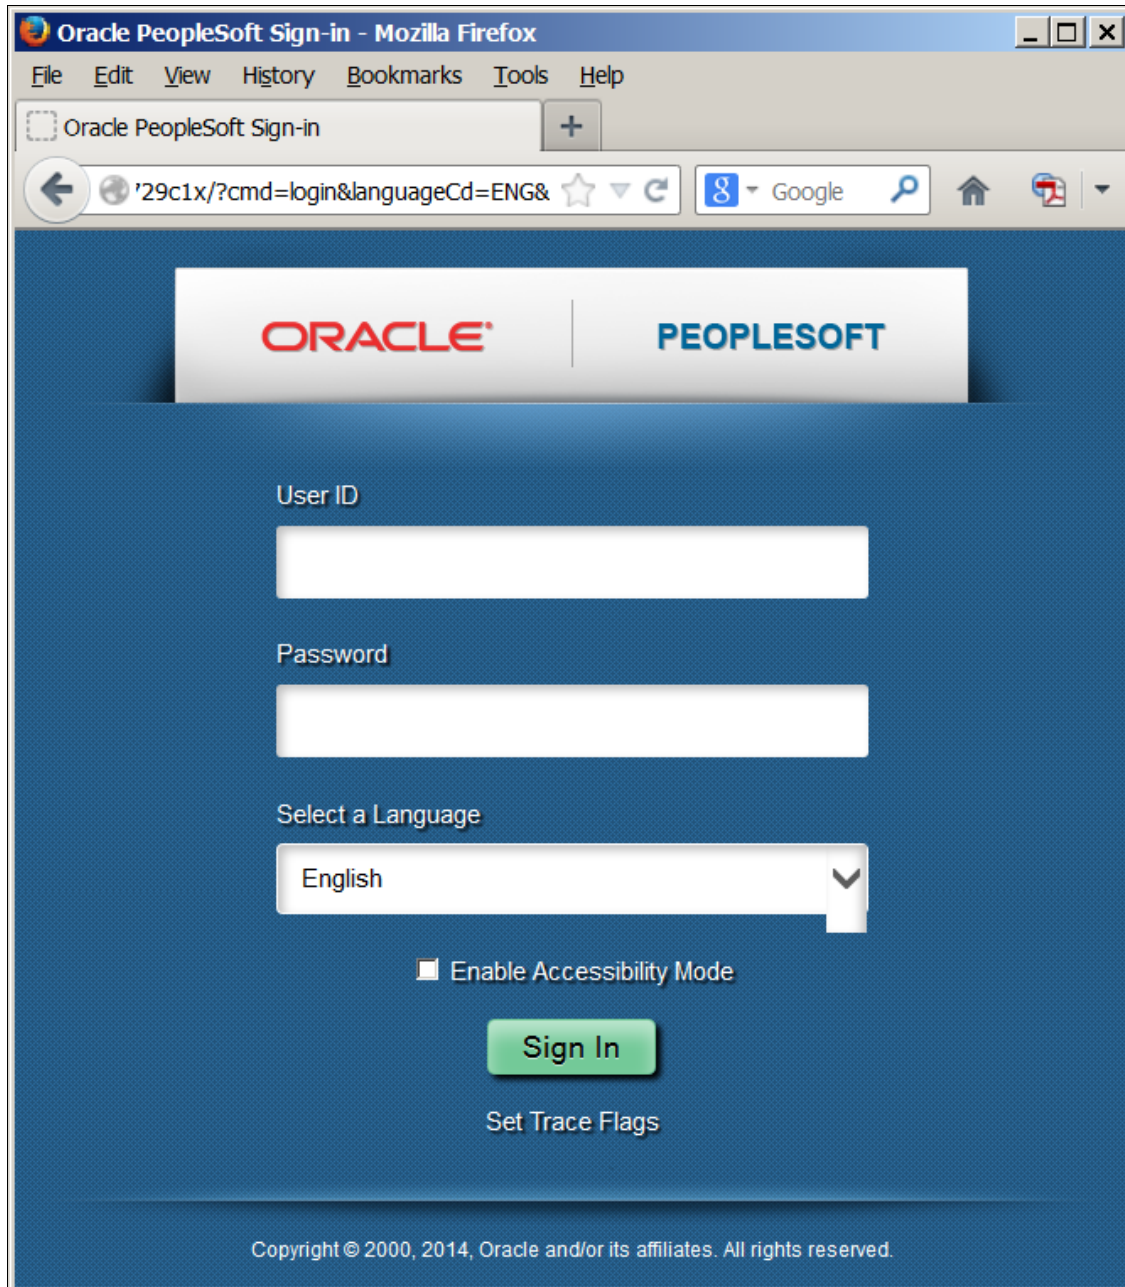 Oracle PeopleSoft Sign-in - Mozilla Firefox
File Edit View History Bookmarks Tools Help
Oracle PeopleSoft Sign-in
'29c1x/?cmd=login&languageCd=ENG& Google
ORACLE PEOPLESOFT
User ID
Password
Select a Language
English
Enable Accessibility Mode
Sign In
Set Trace Flags
Copyright © 2000, 2014, Oracle and/or its affiliates. All rights reserved.